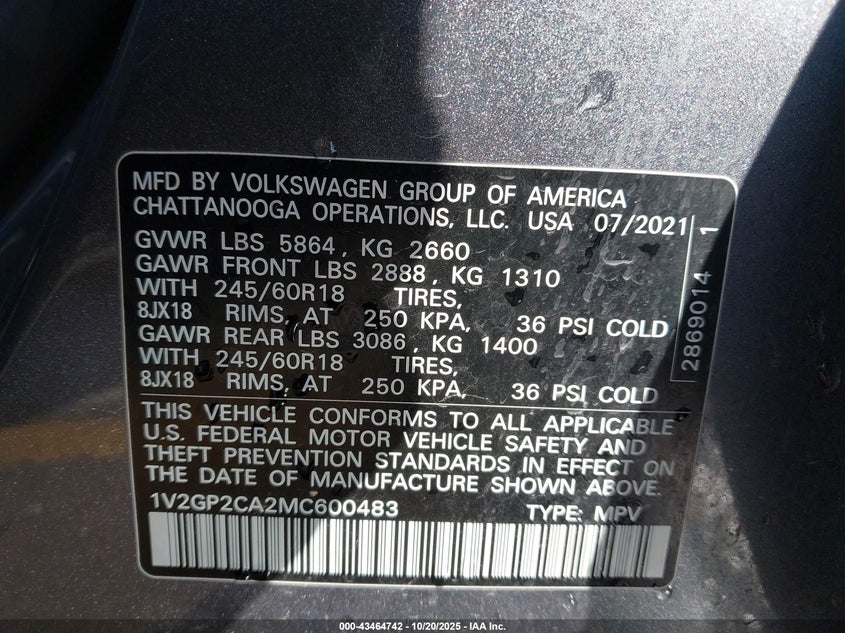 MFD BY VOLKSWAGEN GROUP OF AMERICA
CHATTANOOGA OPERATIONS, LLC. USA 07/2021
GVWR LBS 5864, KG 2660
GAWR FRONT LBS 2888, KG 1310
WITH 245/60R18 TIRES,
8JX18 RIMS, AT 250 KPA, 36 PSI COLD
GAWR REAR LBS 3086, KG 1400
WITH 245/60R18 TIRES,
8JX18 RIMS, AT 250 KPA, 36 PSI COLD
THIS VEHICLE CONFORMS TO ALL APPLICABLE
U.S. FEDERAL MOTOR VEHICLE SAFETY AND
THEFT PREVENTION STANDARDS IN EFFECT ON
THE DATE OF MANUFACTURE SHOWN ABOVE.
1V2GP2CA2MC600483 TYPE: MPV
2869014 1
000-43464742 | 10/20/2025 - IAA Inc.